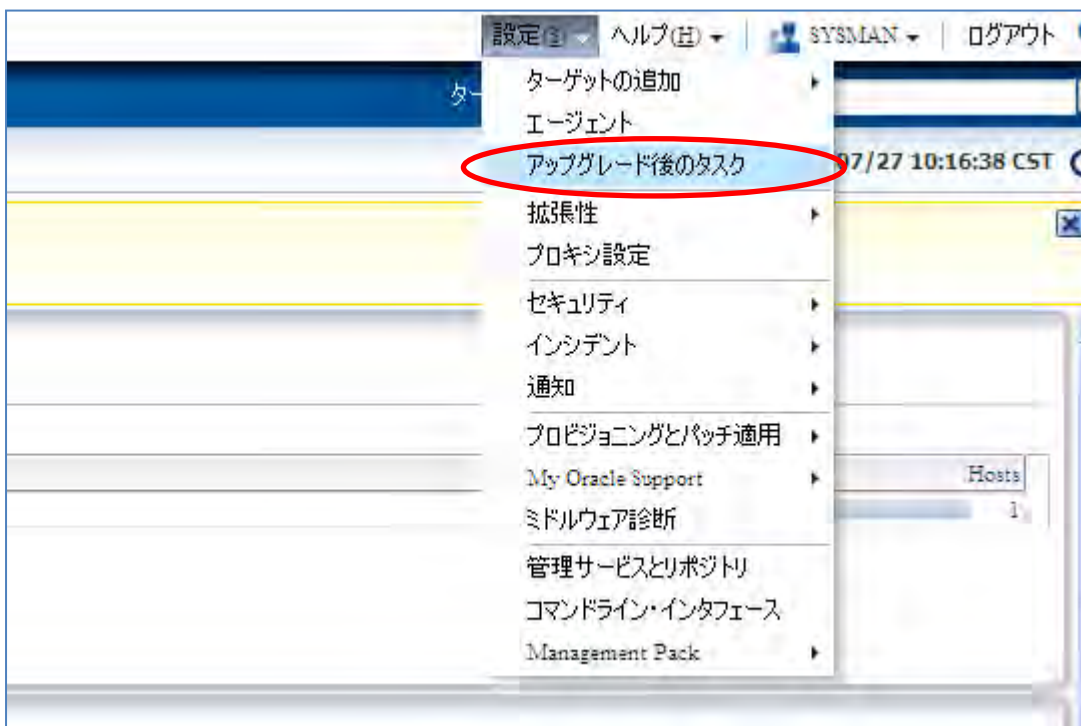 設定(S) ヘルプ(H) SYSMAN ログアウト
ター
ターゲットの追加
エージェント
アップグレード後のタスク
07/27 10:16:38 CST
拡張性
プロキシ設定
セキュリティ
インシデント
通知
プロビジョニングとパッチ適用
My Oracle Support
Hosts
1
ミドルウェア診断
管理サービスとリポジトリ
コマンドライン・インタフェース
Management Pack